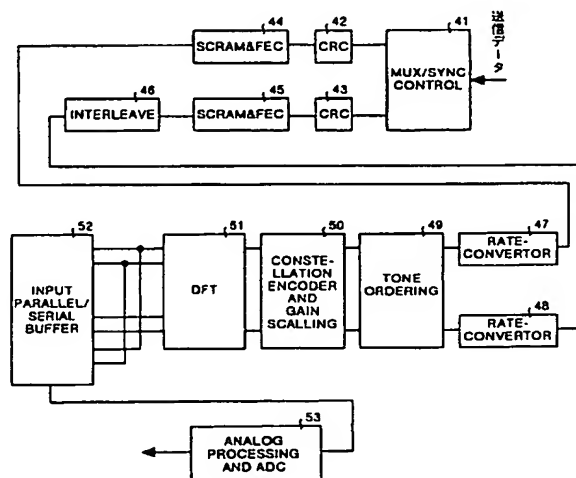 44
SCRAM&FEC
42
CRC
41
MUX/SYNC
CONTROL
送信データ
46
INTERLEAVE
45
SCRAM&FEC
43
CRC
52
INPUT
PARALLEL/
SERIAL
BUFFER
51
DFT
50
CONSTE-
LLATION
ENCODER
AND
GAIN
SCALLING
49
TONE
ORDERING
47
RATE-
CONVERTOR
48
RATE-
CONVERTOR
53
ANALOG
PROCESSING
AND ADC